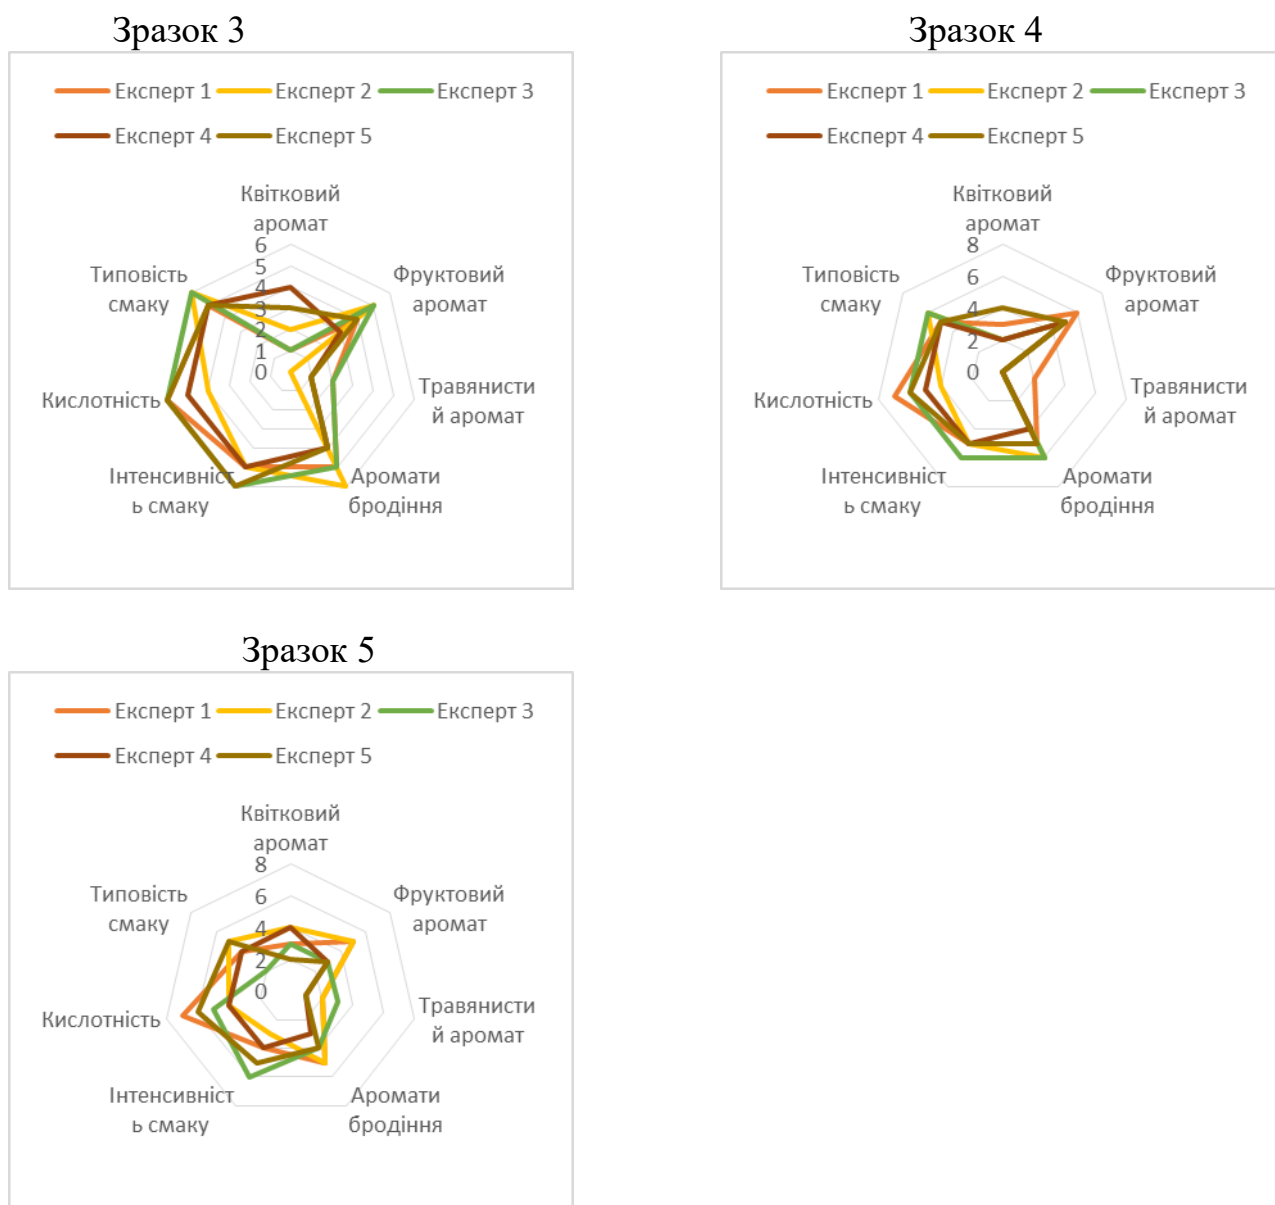 Зразок 3
Експерт 1 Експерт 2 Експерт 3
Експерт 4 Експерт 5
Квітковий
аромат
6
5
4
3
2
1
0
Фруктовий
аромат
Травянисти
й аромат
Аромати
бродіння
Інтенсивніст
ь смаку
Кислотність
Типовість
смаку
Зразок 4
Експерт 1 Експерт 2 Експерт 3
Експерт 4 Експерт 5
Квітковий
аромат
8
6
4
2
0
Фруктовий
аромат
Травянисти
й аромат
Аромати
бродіння
Інтенсивніст
ь смаку
Кислотність
Типовість
смаку
Зразок 5
Експерт 1 Експерт 2 Експерт 3
Експерт 4 Експерт 5
Квітковий
аромат
8
6
4
2
0
Фруктовий
аромат
Травянисти
й аромат
Аромати
бродіння
Інтенсивніст
ь смаку
Кислотність
Типовість
смаку